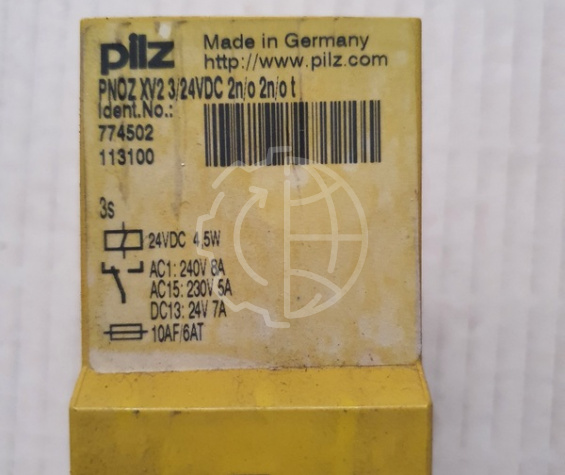 pilz
Made in Germany
http://www.pilz.com
PNOZ XV2 3/24VDC 2n/o 2n/o t
Ident.No.:
774502
113100
3s
24VDC 4,5W
AC1: 240V 8A
AC15: 230V 5A
DC13: 24V 7A
10AF/6AT